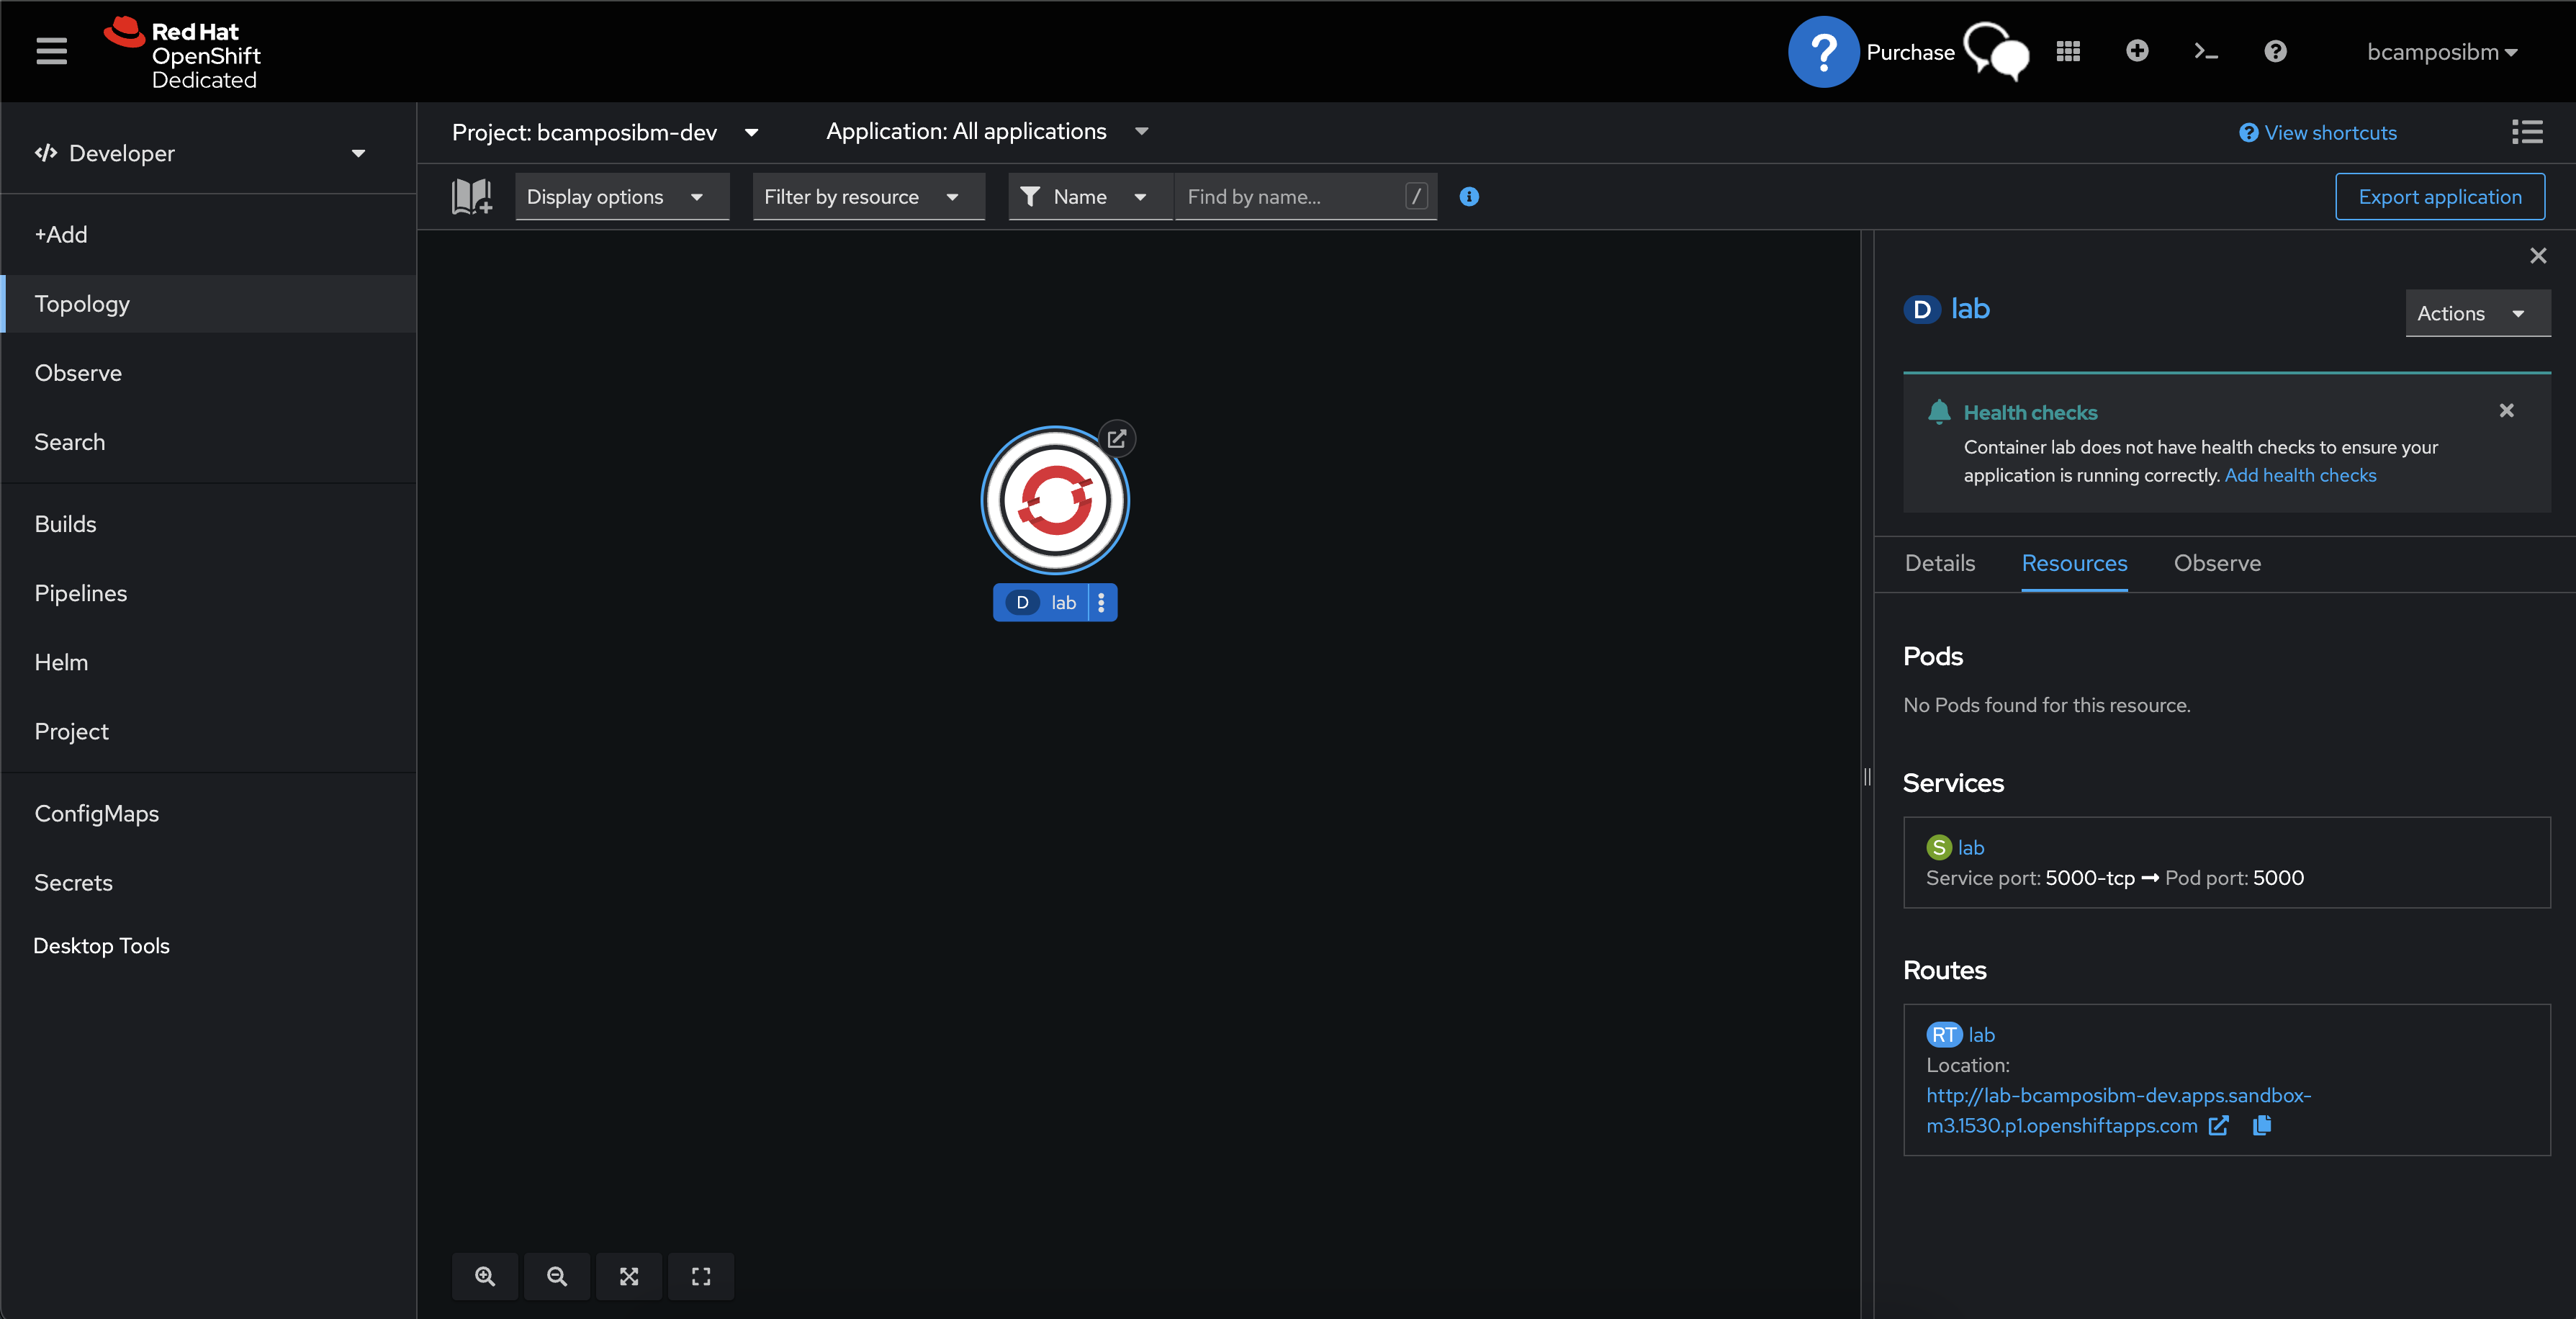 Red Hat
OpenShift
Dedicated
? Purchase
bcamposibm
Developer
+Add
Topology
Observe
Search
Builds
Pipelines
Helm
Project
ConfigMaps
Secrets
Desktop Tools
Project: bcamposibm-dev
Application: All applications
View shortcuts
Display options
Filter by resource
Name
Find by name...
/
Export application
D lab
D lab
Actions
Health checks
Container lab does not have health checks to ensure your
application is running correctly. Add health checks
Details
Resources
Observe
Pods
No Pods found for this resource.
Services
S lab
Service port: 5000-tcp → Pod port: 5000
Routes
RT lab
Location:
http://lab-bcamposibm-dev.apps.sandbox-
m3.1530.p1.openshiftapps.com